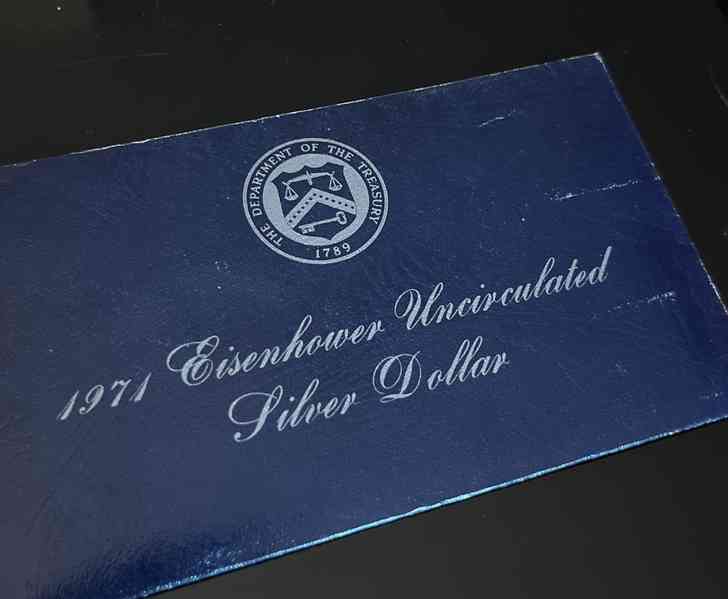 THE DEPARTMENT OF THE TREASURY
1789
1971 Eisenhower Uncirculated
Silver Dollar